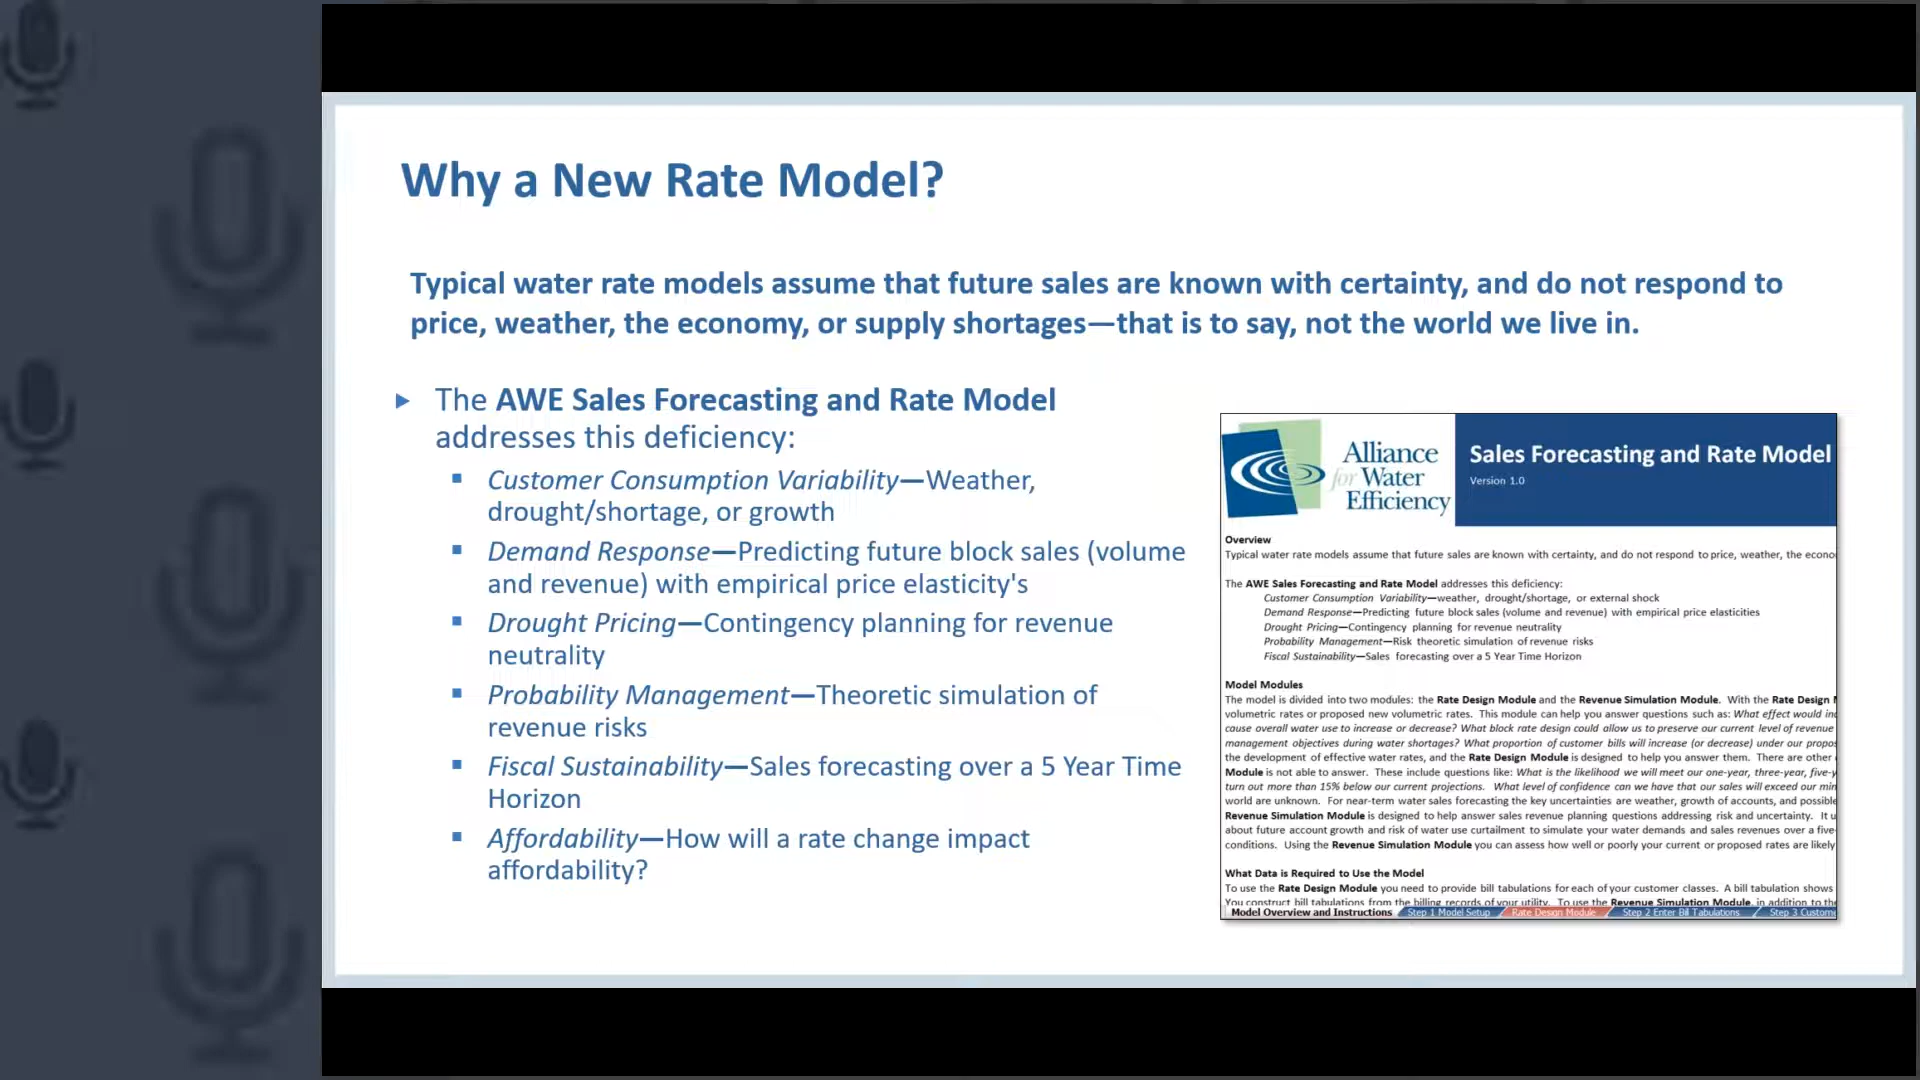 Why a New Rate Model?
Typical water rate models assume that future sales are known with certainty, and do not respond to
price, weather, the economy, or supply shortages—that is to say, not the world we live in.
The AWE Sales Forecasting and Rate Model
addresses this deficiency:
Customer Consumption Variability—Weather,
drought/shortage, or growth
Demand Response—Predicting future block sales (volume
and revenue) with empirical price elasticity's
Drought Pricing—Contingency planning for revenue
neutrality
Probability Management—Theoretic simulation of
revenue risks
Fiscal Sustainability—Sales forecasting over a 5 Year Time
Horizon
Affordability—How will a rate change impact
affordability?
Alliance
for Water
Efficiency
Sales Forecasting and Rate Model
Version 1.0
Overview
Typical water rate models assume that future sales are known with certainty, and do not respond to price, weather, the econo
The AWE Sales Forecasting and Rate Model addresses this deficiency:
Customer Consumption Variability—weather, drought/shortage, or external shock
Demand Response—Predicting future block sales (volume and revenue) with empirical price elasticities
Drought Pricing—Contingency planning for revenue neutrality
Probability Management—Risk theoretic simulation of revenue risks
Fiscal Sustainability—Sales forecasting over a 5 Year Time Horizon
Model Modules
The model is divided into two modules: the Rate Design Module and the Revenue Simulation Module. With the Rate Design
volumetric rates or proposed new volumetric rates. This module can help you answer questions such as: What effect would inc
cause overall water use to increase or decrease? What block rate design could allow us to preserve our current level of revenue
management objectives during water shortages? What proportion of customer bills will increase (or decrease) under our propos
the development of effective water rates, and the Rate Design Module is designed to help you answer them. There are other
Module is not able to answer. These include questions like: What is the likelihood we will meet our one-year, three-year, five-y
turn out more than 15% below our current projections. What level of confidence can we have that our sales will exceed our min
world are unknown. For near-term water sales forecasting the key uncertainties are weather, growth of accounts, and possible
Revenue Simulation Module is designed to help answer sales revenue planning questions addressing risk and uncertainty. It u
about future account growth and risk of water use curtailment to simulate your water demands and sales revenues over a five-
conditions. Using the Revenue Simulation Module you can assess how well or poorly your current or proposed rates are likely
What Data is Required to Use the Model
To use the Rate Design Module you need to provide bill tabulations for each of your customer classes. A bill tabulation shows
You construct bill tabulations from the billing records of your utility. To use the Revenue Simulation Module, in addition to the
Model Overview and Instructions Step 1 Model Setup Rate Design Module Step 2 Enter Bill Tabulations Step 3 Custome